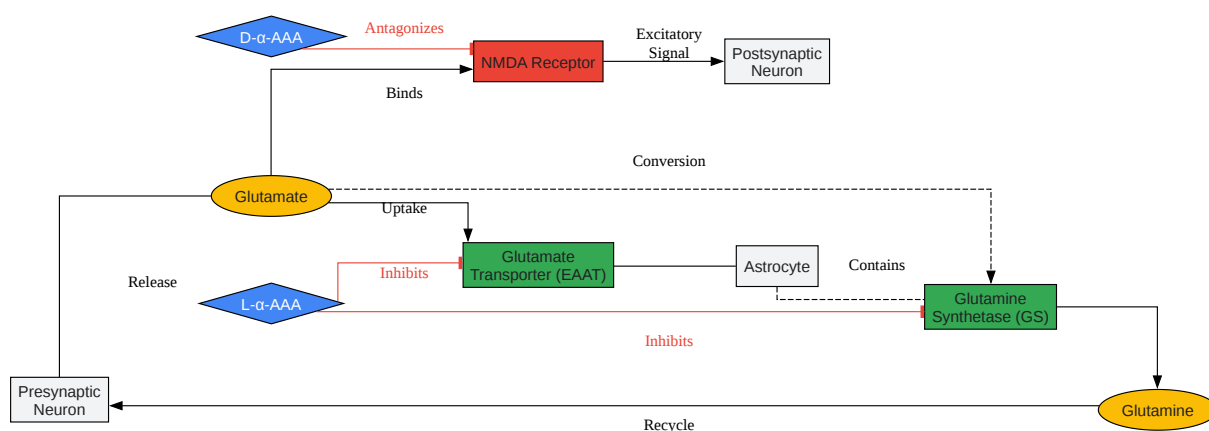 D-α-AAA
Antagonizes
NMDA Receptor
Excitatory
Signal
Postsynaptic
Neuron
Binds
Conversion
Glutamate
Uptake
Glutamate
Transporter (EAAT)
Astrocyte
Contains
Inhibits
Release
L-α-AAA
Glutamine
Synthetase (GS)
Inhibits
Presynaptic
Neuron
Glutamine
Recycle